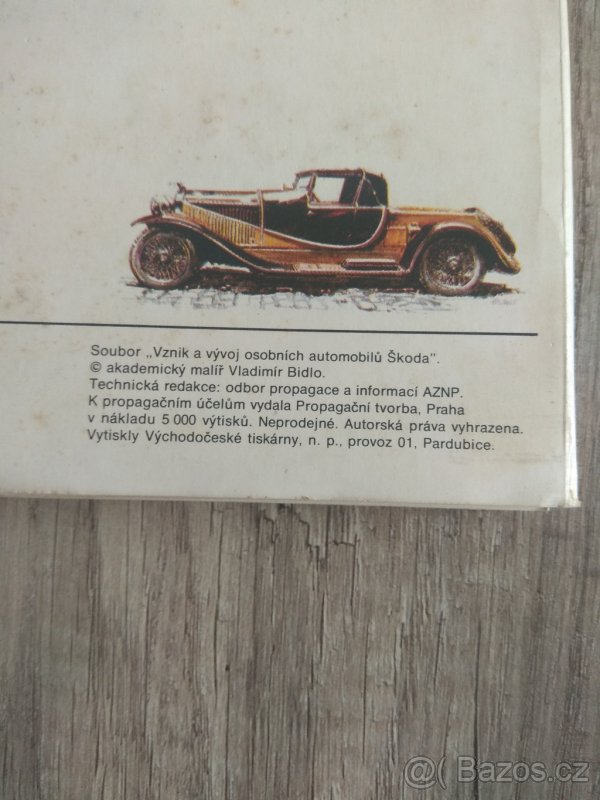 Soubor „Vznik a vývoj osobních automobilů Škoda".
© akademický malíř Vladimír Bidlo.
Technická redakce: odbor propagace a informací AZNP.
K propagačním účelům vydala Propagační tvorba, Praha
v nákladu 5 000 výtisků. Neprodejné. Autorská práva vyhrazena.
Vytiskly Východočeské tiskárny, n. p., provoz 01, Pardubice.
@( Bazos.cz